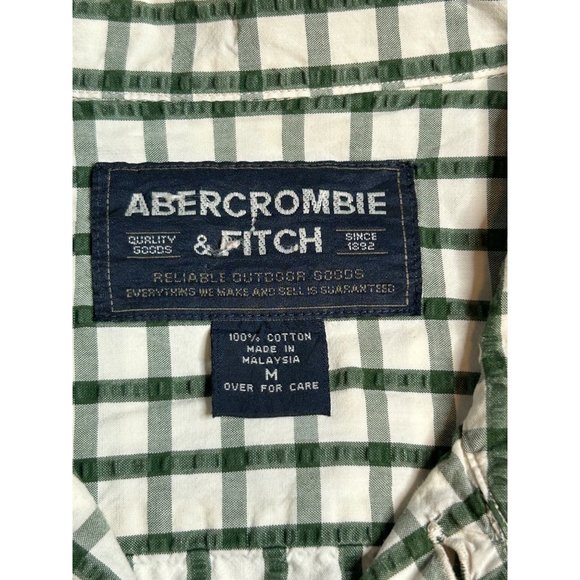 ABERCROMBIE
QUALITY GOODS & FITCH SINCE 1892
RELIABLE OUTDOOR GOODS
EVERYTHING WE MAKE AND SELL IS GUARANTEED
100% COTTON
MADE IN
MALAYSIA
M
OVER FOR CARE